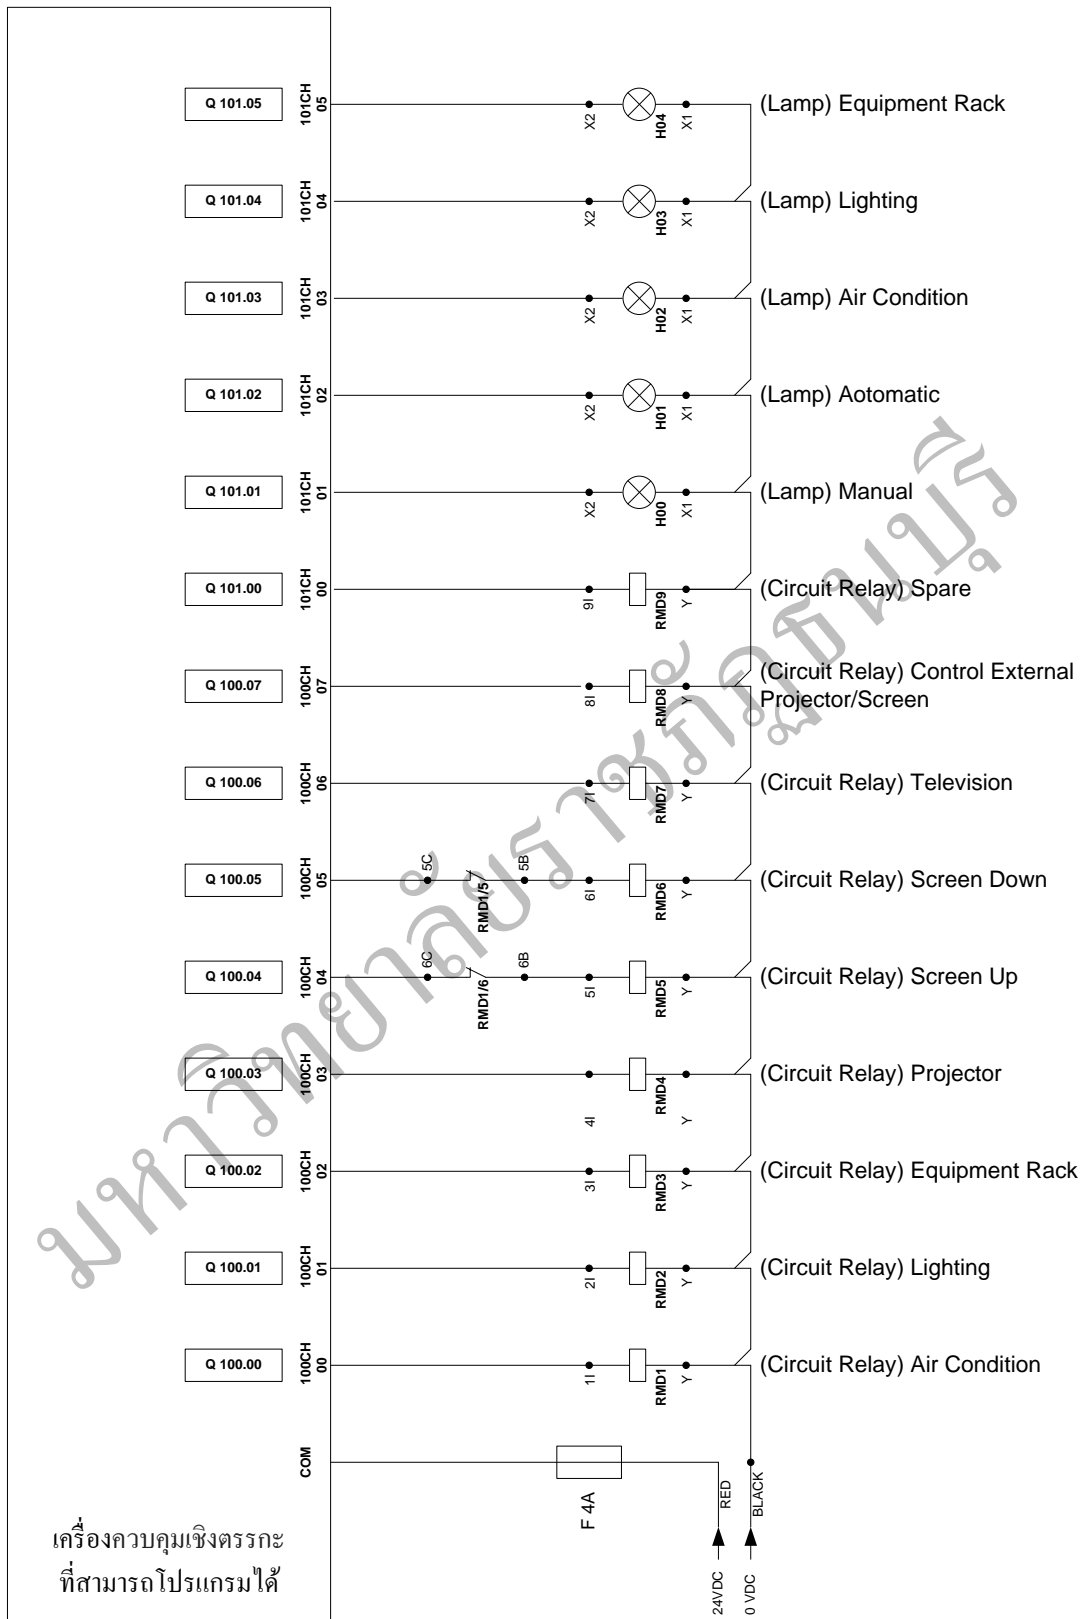 Q 101.05 101CH 05 X2 H04 X1 (Lamp) Equipment Rack
Q 101.04 101CH 04 X2 H03 X1 (Lamp) Lighting
Q 101.03 101CH 03 X2 H02 X1 (Lamp) Air Condition
Q 101.02 101CH 02 X2 H01 X1 (Lamp) Aotomatic
Q 101.01 101CH 01 X2 H00 X1 (Lamp) Manual
Q 101.00 101CH 00 9I RMD9 Y (Circuit Relay) Spare
Q 100.07 100CH 07 8I RMD8 Y (Circuit Relay) Control External
Projector/Screen
Q 100.06 100CH 06 7I RMD7 Y (Circuit Relay) Television
Q 100.05 100CH 05 5C RMD1/5 5B 6I RMD6 Y (Circuit Relay) Screen Down
Q 100.04 100CH 04 6C RMD1/6 6B 5I RMD5 Y (Circuit Relay) Screen Up
Q 100.03 100CH 03 4I RMD4 Y (Circuit Relay) Projector
Q 100.02 100CH 02 3I RMD3 Y (Circuit Relay) Equipment Rack
Q 100.01 100CH 01 2I RMD2 Y (Circuit Relay) Lighting
Q 100.00 100CH 00 1I RMD1 Y (Circuit Relay) Air Condition
COM F 4A RED BLACK
24VDC 0 VDC
เครื่องควบคุมเชิงตรรกะ
ที่สามารถโปรแกรมได้
มหาวิทยาลัยราชภัฏธนบุรี